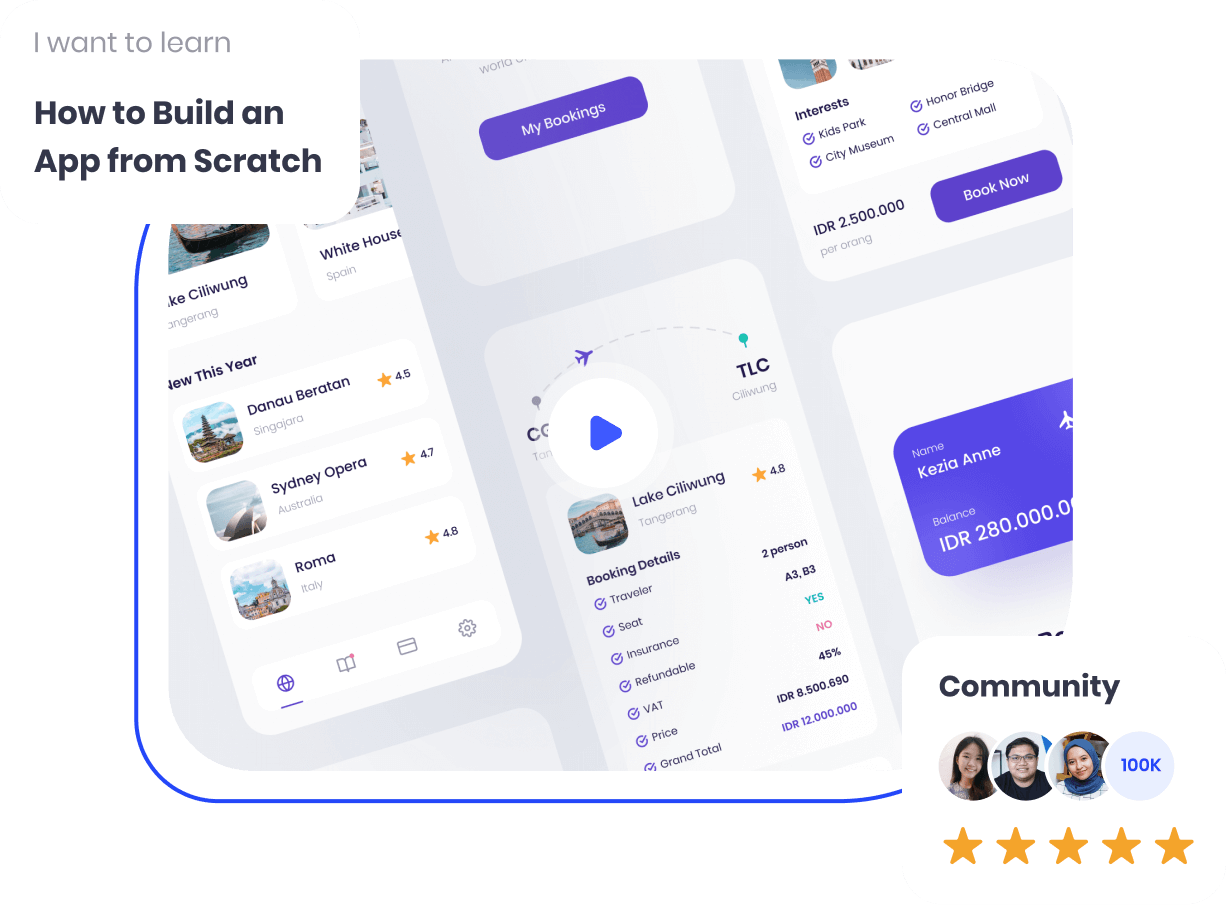 I want to learn
How to Build an
App from Scratch
world
My Bookings
Interests
Kids Park
Honor Bridge
City Museum
Central Mall
IDR 2.500.000
per orang
Book Now
ke Ciliwung
angerang
White House
Spain
New This Year
Danau Beratan
Singajara
4.5
Sydney Opera
Australia
4.7
Roma
Italy
4.8
TLC
Ciliwung
Lake Ciliwung
Tangerang
4.8
Booking Details
Traveler
2 person
Seat
A3, B3
Insurance
YES
Refundable
NO
VAT
45%
Price
IDR 8.500.690
Grand Total
IDR 12.000.000
Name
Kezia Anne
Balance
IDR 280.000.0
Community
100K